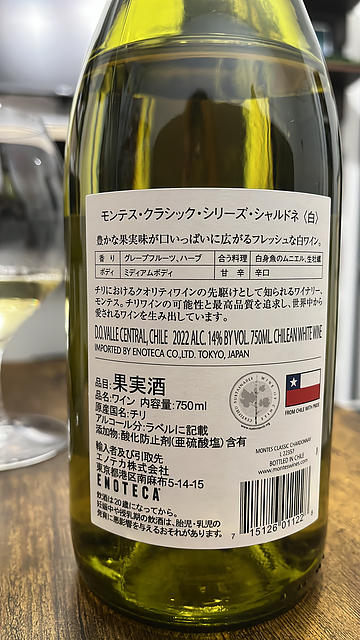 モンテス・クラシック・シリーズ・シャルドネ〈白〉
豊かな果実味が口いっぱいに広がるフレッシュな白ワイン。
香り グレープフルーツ、ハーブ 合う料理 白身魚のムニエル、生牡蠣
ボディ ミディアムボディ 甘辛 辛口
チリにおけるクオリティワインの先駆けとして知られるワイナリー、
モンテス。チリワインの可能性と最高品質を追求し、世界中から
愛されるワインを生み出しています。
D.O. VALLE CENTRAL, CHILE 2022 ALC. 14% BY VOL. 750ML. CHILEAN WHITE WINE
IMPORTED BY ENOTECA CO., LTD. TOKYO, JAPAN
品目:果実酒
品名:ワイン 内容量:750ml
原産国名:チリ
アルコール分:ラベルに記載
添加物:酸化防止剤(亜硫酸塩)含有
輸入者及び引取先
エノテカ株式会社
東京都港区南麻布5-14-15
ENOTECA
飲酒は20歳になってから。
妊娠中や授乳期の飲酒は、胎児・乳児の
発育に悪影響を与えるおそれがあります。
FROM CHILE WITH PRIDE
MONTES CLASSIC CHARDONNAY
BOTTLED IN CHILE
www.monteswines.com
7 15126 01122